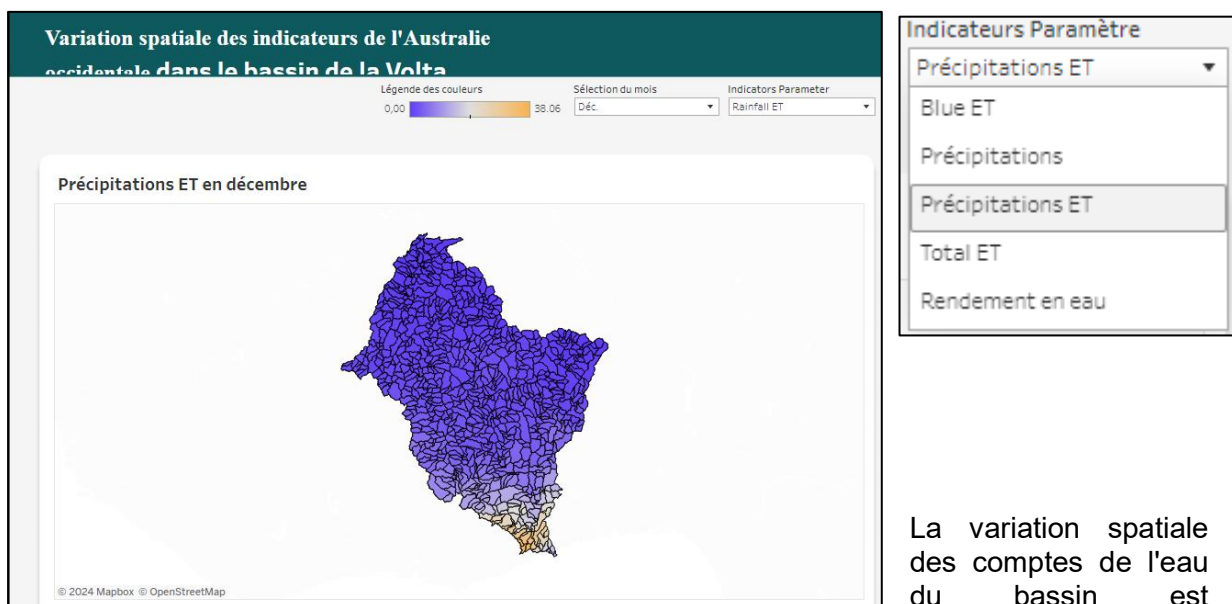 Variation spatiale des indicateurs de l'Australie
occidentale dans le bassin de la Volta
Légende des couleurs
0,00
38.06
Sélection du mois
Déc.
Indicators Parameter
Rainfall ET
Précipitations ET en décembre
© 2024 Mapbox © OpenStreetMap
Indicateurs Paramètre
Précipitations ET
Blue ET
Précipitations
Précipitations ET
Total ET
Rendement en eau
La variation spatiale
des comptes de l'eau
du bassin est